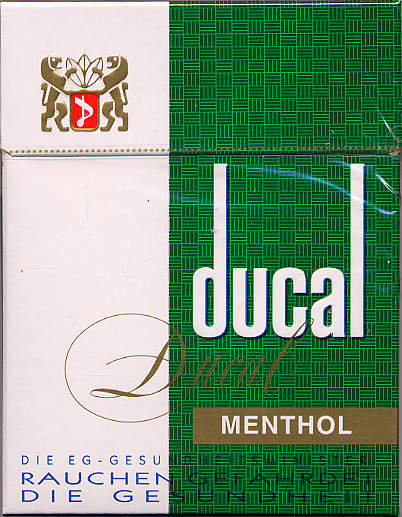 ducal
Ducal
MENTHOL
DIE EG-GESUNDHEITSMINISTER:
RAUCHEN GEFÄHRDET
DIE GESUNDHEIT